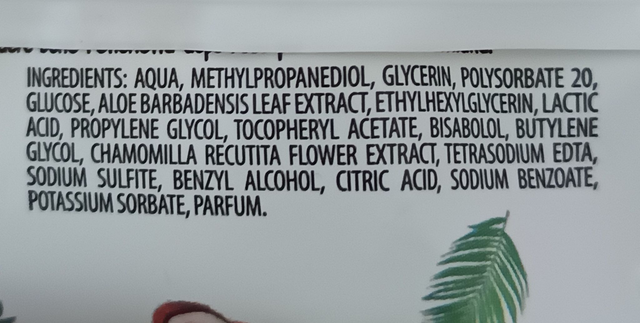 INGREDIENTS: AQUA, METHYLPROPANEDIOL, GLYCERIN, POLYSORBATE 20,
GLUCOSE, ALOE BARBADENSIS LEAF EXTRACT, ETHYLHEXYLGLYCERIN, LACTIC
ACID, PROPYLENE GLYCOL, TOCOPHERYL ACETATE, BISABOLOL, BUTYLENE
GLYCOL, CHAMOMILLA RECUTITA FLOWER EXTRACT, TETRASODIUM EDTA,
SODIUM SULFITE, BENZYL ALCOHOL, CITRIC ACID, SODIUM BENZOATE,
POTASSIUM SORBATE, PARFUM.